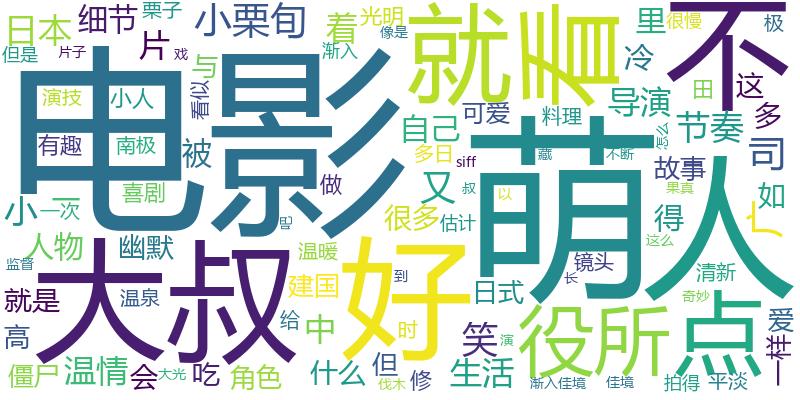 电影
萌
大叔
好
人
不
就
看
点
役所
小栗旬
日本
栗子
细节
片
但是
片子
戏
看似
与
光明
着
渐入
像是
里
很慢
极
冷
这
导演
田
多
可爱
料理
节奏
司
演技
小人
有趣
南极
被
自己
多日
siff
藏
不断
怎么
故事
如
喜剧
做
又
叔
以
果真
小
一次
昆
很多
估计
得
广
人物
幽默
温暖
到
镜头
这么
清新
监督
就是
温泉
建国
日式
长
奇妙
爱
高
给
中
时
笑
演
一样
僵尸
温情
会
大光
吃
角色
什么
但
伐木
修
生活
渐入佳境
佳境
拍得
平淡